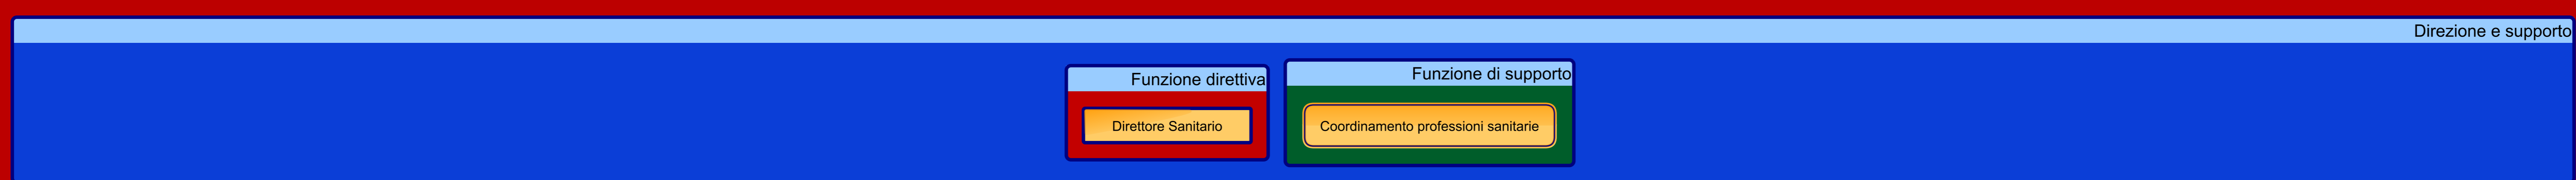 Direzione e supporto
Funzione direttiva
Funzione di supporto
Direttore Sanitario
Coordinamento professioni sanitarie